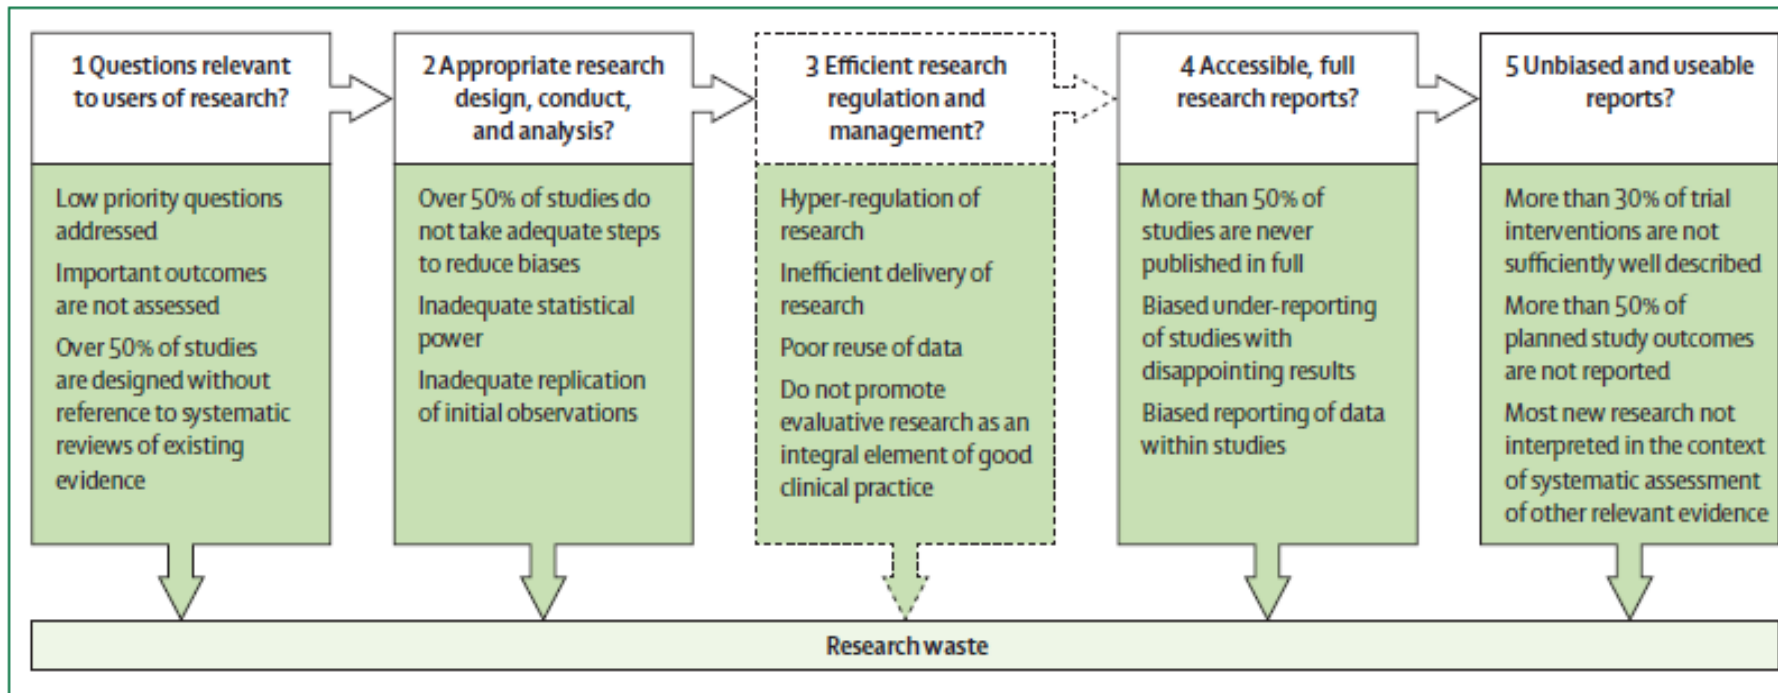 1 Questions relevant
to users of research?
Low priority questions
addressed
Important outcomes
are not assessed
Over 50% of studies
are designed without
reference to systematic
reviews of existing
evidence
2 Appropriate research
design, conduct,
and analysis?
Over 50% of studies do
not take adequate steps
to reduce biases
Inadequate statistical
power
Inadequate replication
of initial observations
3 Efficient research
regulation and
management?
Hyper-regulation of
research
Inefficient delivery of
research
Poor reuse of data
Do not promote
evaluative research as an
integral element of good
clinical practice
4 Accessible, full
research reports?
More than 50% of
studies are never
published in full
Biased under-reporting
of studies with
disappointing results
Biased reporting of data
within studies
5 Unbiased and useable
reports?
More than 30% of trial
interventions are not
sufficiently well described
More than 50% of
planned study outcomes
are not reported
Most new research not
interpreted in the context
of systematic assessment
of other relevant evidence
Research waste